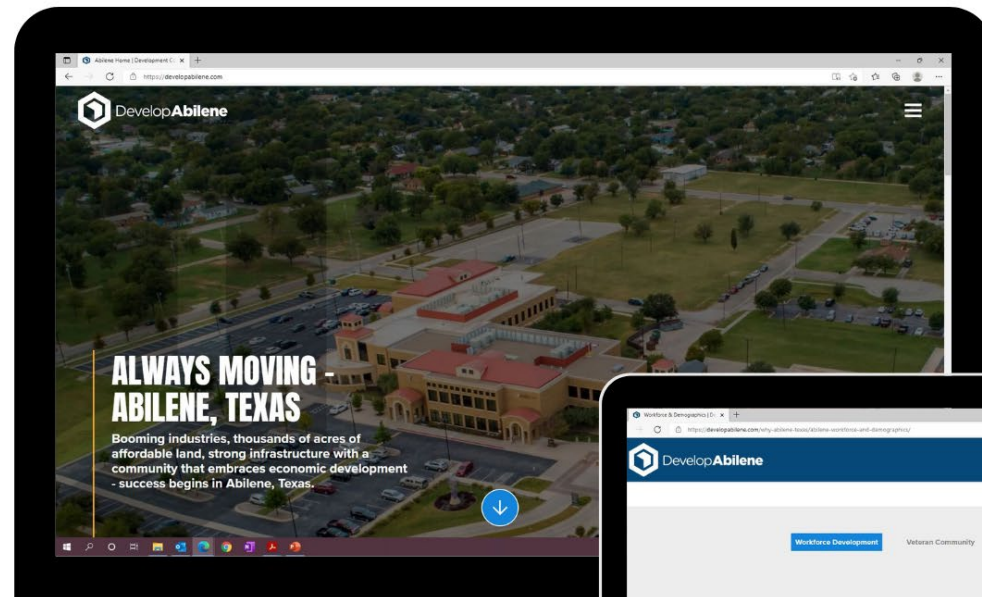 Abilene Home | Development Co
https://developabilene.com
DevelopAbilene
ALWAYS MOVING -
ABILENE, TEXAS
Booming industries, thousands of acres of
affordable land, strong infrastructure with a
community that embraces economic development
- success begins in Abilene, Texas.
Workforce & Demographics | D
https://developabilene.com/why-abilene-texas/abilene-workforce-and-demographics/
DevelopAbilene
Workforce Development
Veteran Community